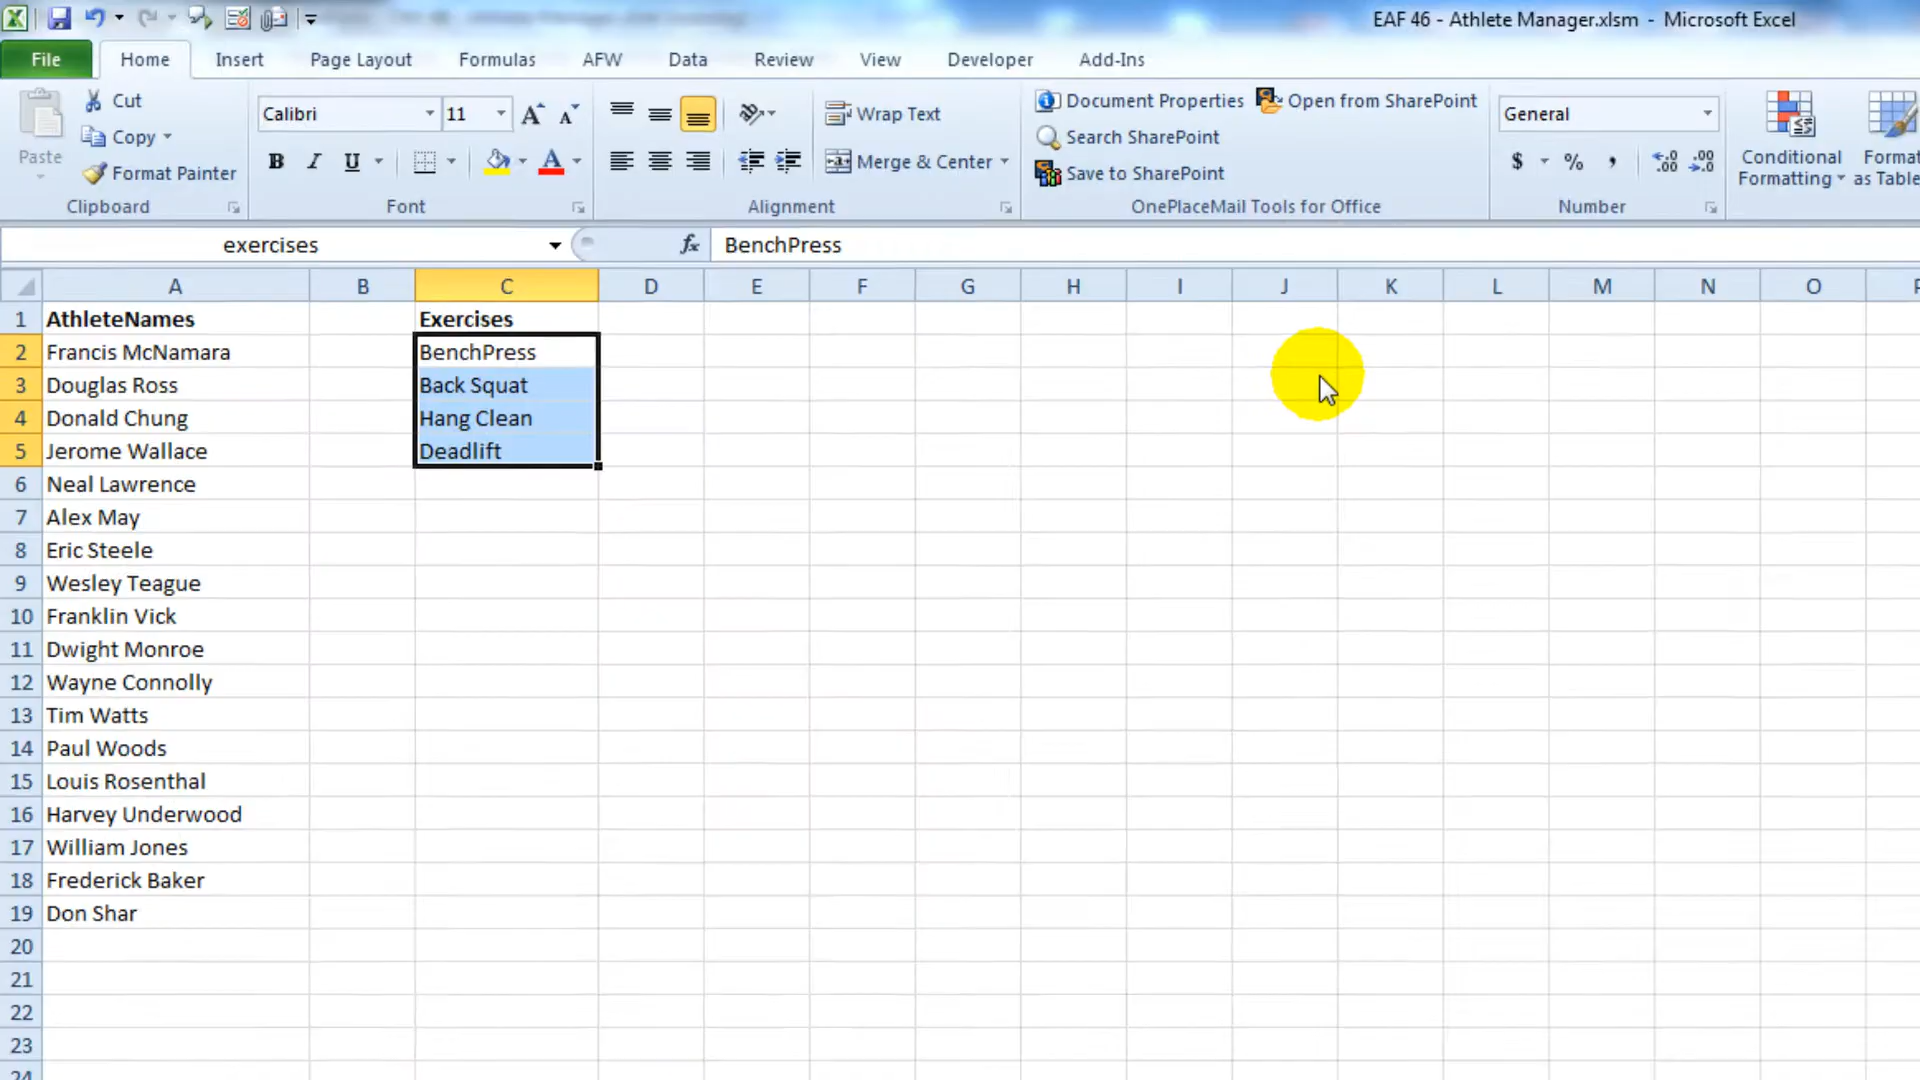 EAF 46 - Athlete Manager.xlsm - Microsoft Excel
File Home Insert Page Layout Formulas AFW Data Review View Developer Add-Ins
Paste
Cut
Copy
Format Painter
Clipboard
Calibri 11
B I U
Font
Wrap Text
Merge & Center
Alignment
Document Properties Open from SharePoint
Search SharePoint
Save to SharePoint
OnePlaceMail Tools for Office
General
$ % ,
Number
Conditional Formatting
Format as Table
exercises fx BenchPress
A B C D E F G H I J K L M N O
1 AthleteNames Exercises
2 Francis McNamara BenchPress
3 Douglas Ross Back Squat
4 Donald Chung Hang Clean
5 Jerome Wallace Deadlift
6 Neal Lawrence
7 Alex May
8 Eric Steele
9 Wesley Teague
10 Franklin Vick
11 Dwight Monroe
12 Wayne Connolly
13 Tim Watts
14 Paul Woods
15 Louis Rosenthal
16 Harvey Underwood
17 William Jones
18 Frederick Baker
19 Don Shar
20
21
22
23
24